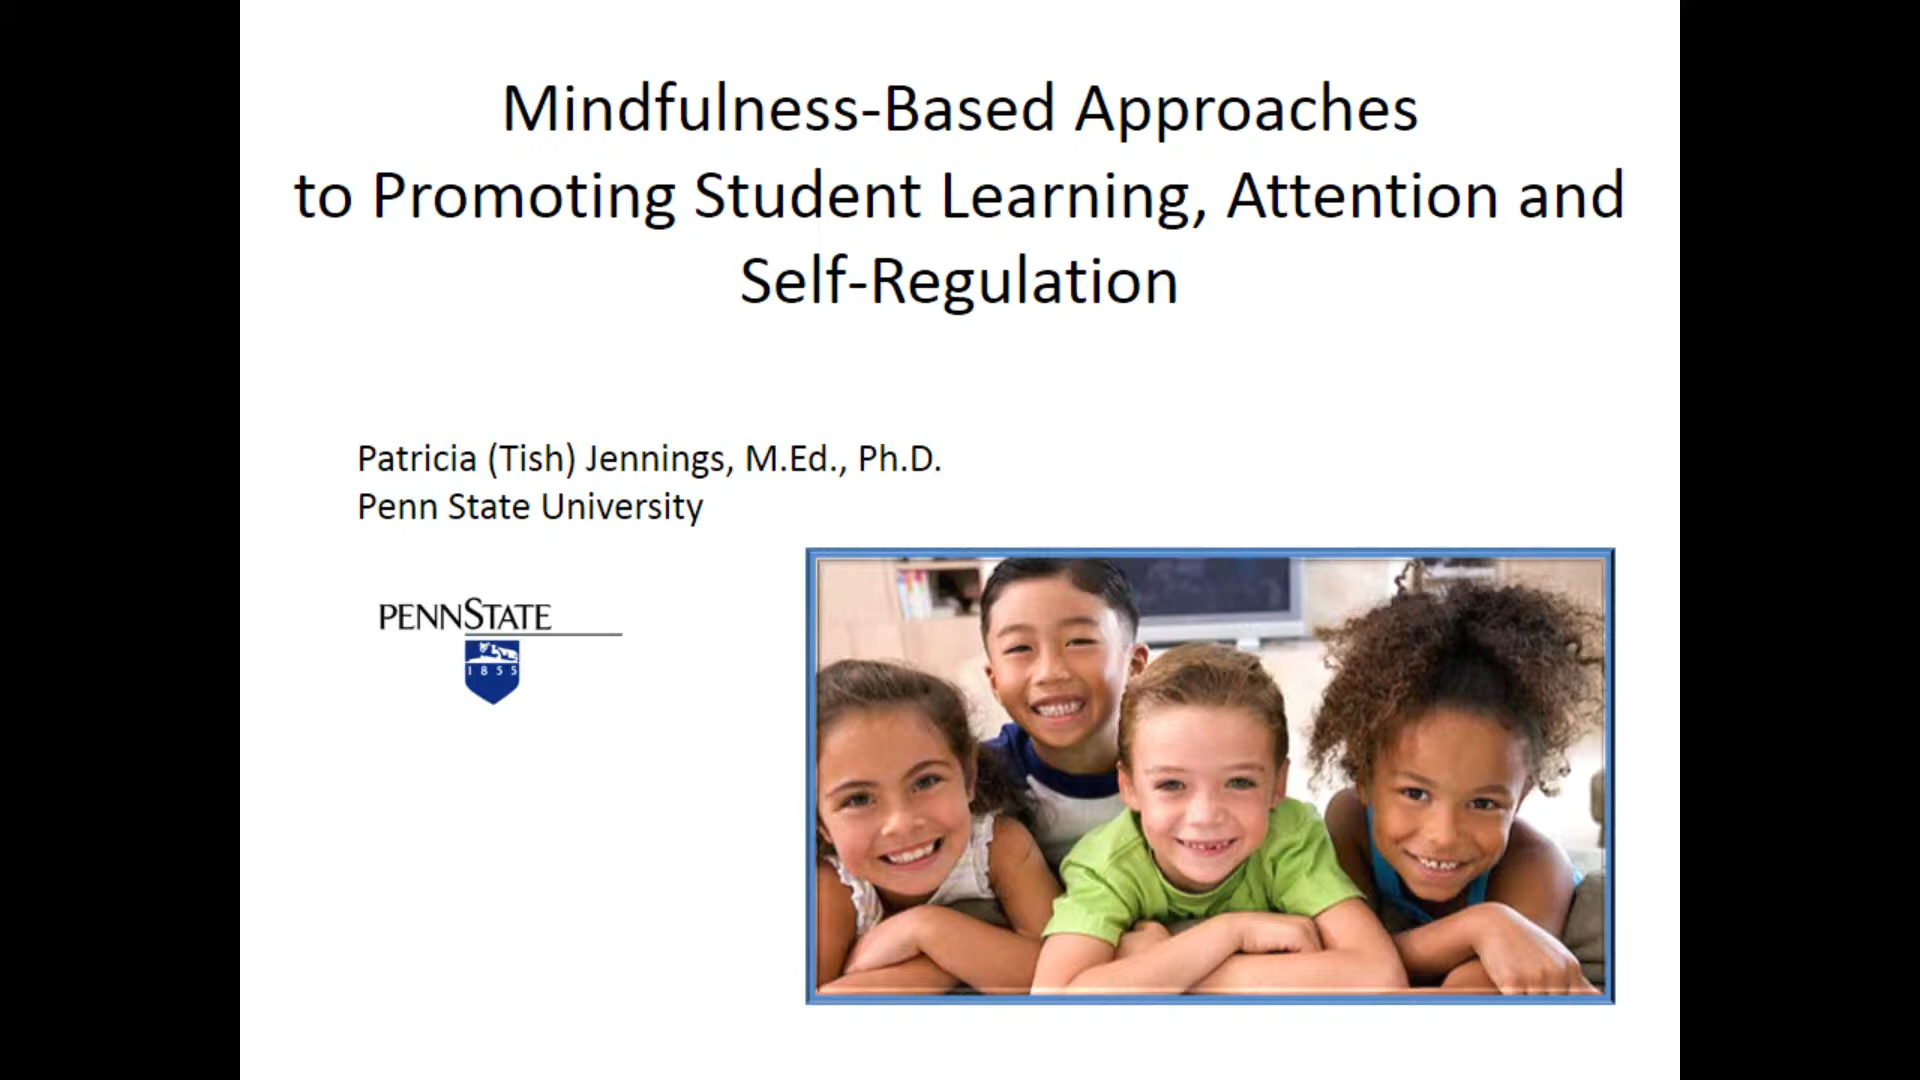 Mindfulness-Based Approaches
to Promoting Student Learning, Attention and
Self-Regulation
Patricia (Tish) Jennings, M.Ed., Ph.D.
Penn State University
PENNSTATE
1855